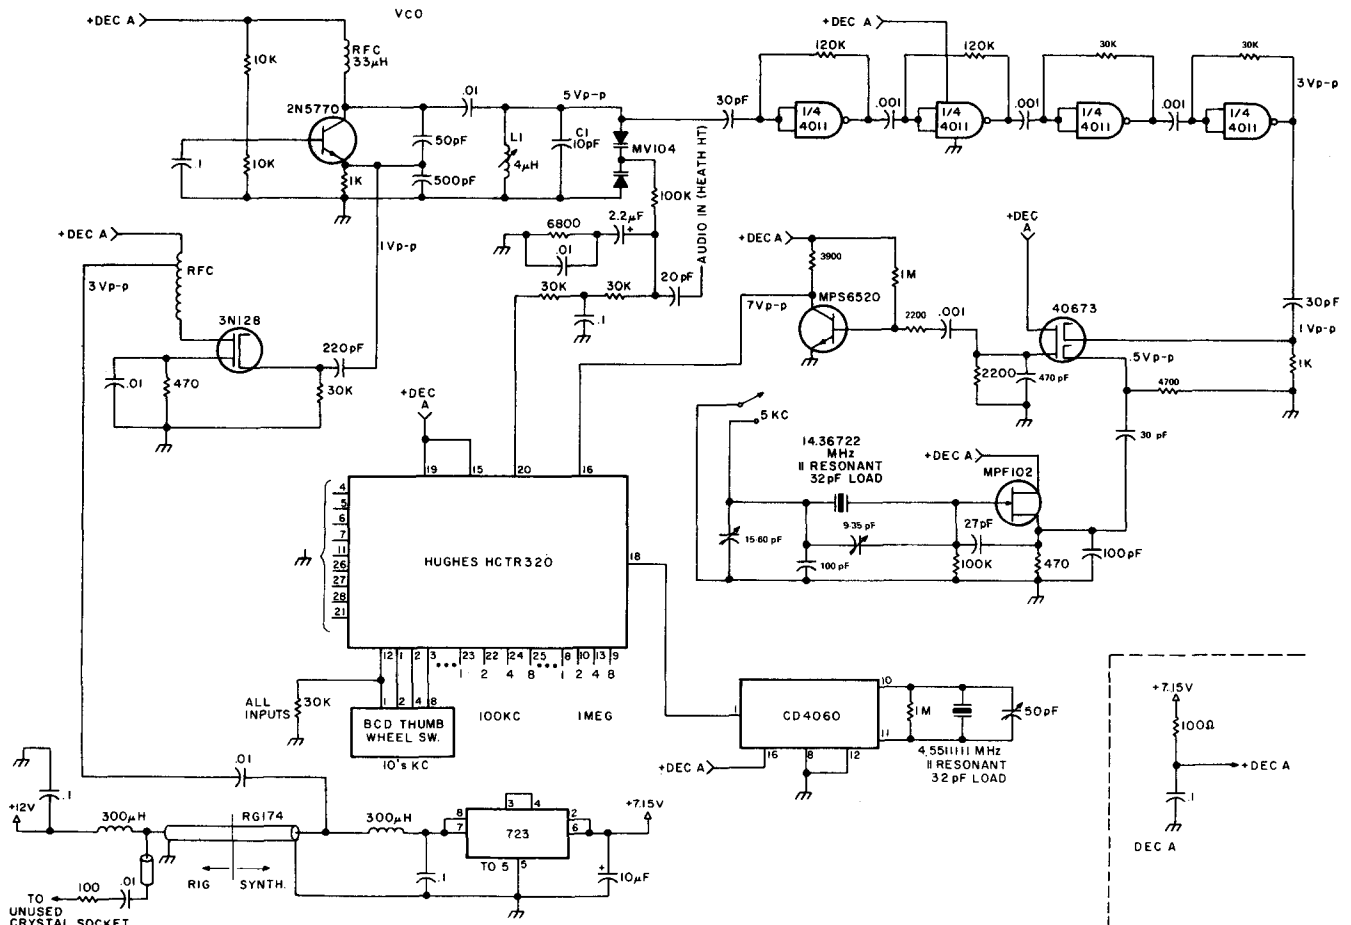 VCO
+DEC A
RFC
33µH
10K
2N5770
.01
5Vp-p
50pF
L1
4µH
C1
10pF
MV104
.1
10K
1K
500pF
100K
1Vp-p
6800
.01
2.2µF
+
AUDIO IN (HEATH HT)
30K
30K
20pF
.1
+DEC A
120K
120K
30K
30K
30pF
1/4
4011
.001
1/4
4011
.001
1/4
4011
.001
1/4
4011
3Vp-p
+DEC A
RFC
3Vp-p
3N128
220pF
.01
470
30K
+DEC A
3900
1M
7Vp-p
MPS6520
2200
.001
+DEC
A
40673
30pF
1Vp-p
.5Vp-p
2200
470 pF
4700
1K
30 pF
5KC
14.36722
MHz
II RESONANT
32pF LOAD
+DEC A
MPF102
15-60 pF
9-35 pF
27pF
100 pF
100K
470
100pF
+DEC
A
19
15
20
16
4
5
6
7
11
26
27
28
21
HUGHES HCTR320
18
12
1
2
3
23
22
24
25
8
10
13
9
1
2
4
8
1
2
4
8
ALL
INPUTS
30K
1
2
4
8
BCD THUMB
WHEEL SW.
10's KC
100KC
1MEG
1
CD4060
10
11
16
8
12
+DEC A
1M
50pF
4.5511111 MHz
II RESONANT
32pF LOAD
+7.15V
100Ω
+DEC A
.1
DEC A
.1
+12V
300µH
RG174
.01
300µH
RIG
SYNTH.
TO
UNUSED
CRYSTAL SOCKET
100
.01
.1
3
4
8
7
723
2
6
TO 5
5
+7.15V
+
10µF